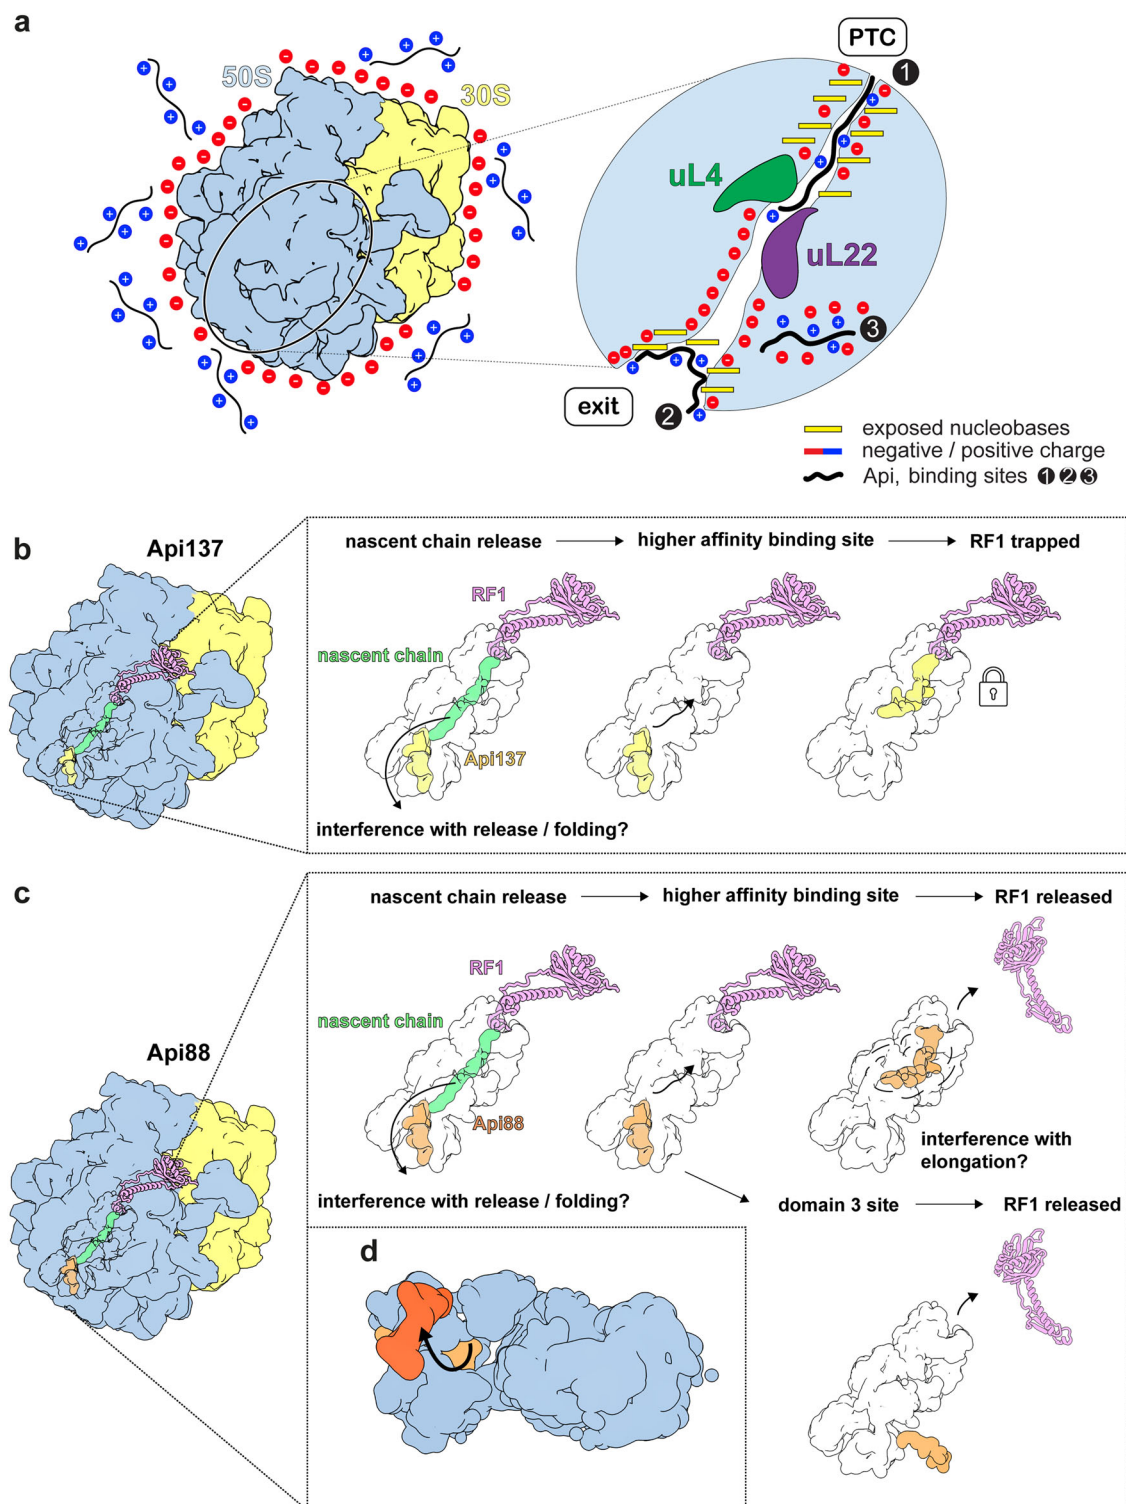 a
50S
30S
PTC
1
uL4
uL22
3
exit
2
exposed nucleobases
negative / positive charge
Api, binding sites 1 2 3
b
Api137
nascent chain release
higher affinity binding site
RF1 trapped
RF1
nascent chain
Api137
interference with release / folding?
c
Api88
nascent chain release
higher affinity binding site
RF1 released
RF1
nascent chain
Api88
interference with release / folding?
interference with
elongation?
domain 3 site
RF1 released
d